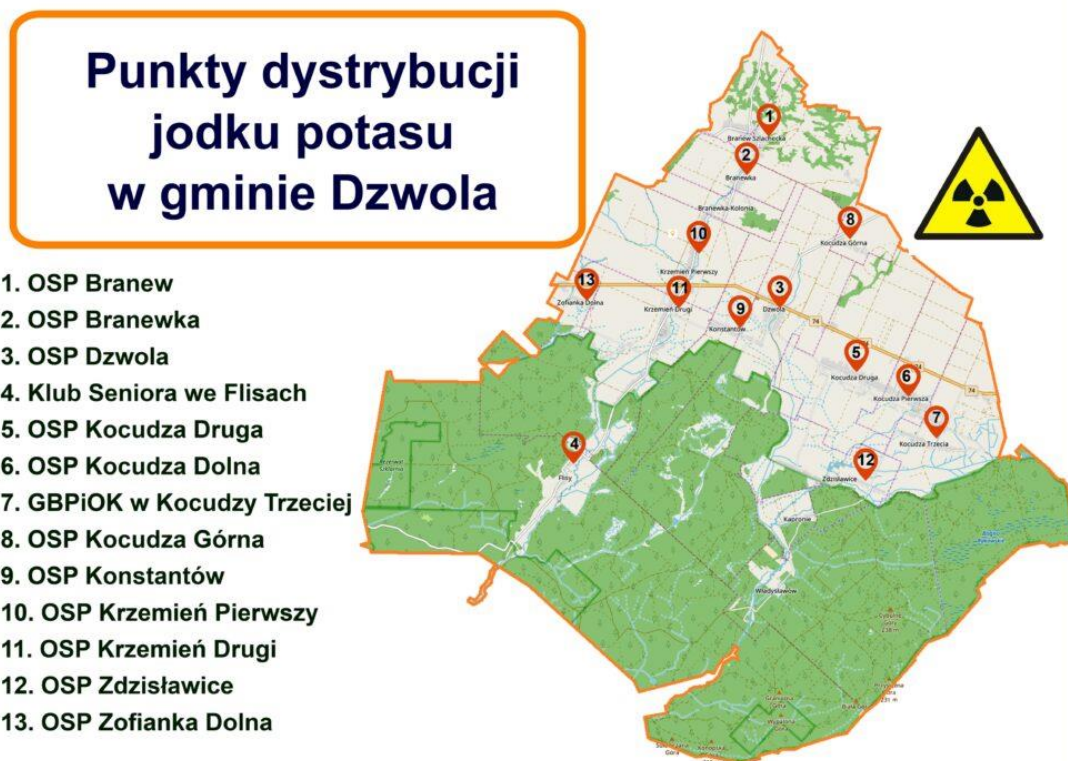 Punkty dystrybucji
jodku potasu
w gminie Dzwola
1. OSP Branew
2. OSP Branewka
3. OSP Dzwola
4. Klub Seniora we Flisach
5. OSP Kocudza Druga
6. OSP Kocudza Dolna
7. GBPiOK w Kocudzy Trzeciej
8. OSP Kocudza Górna
9. OSP Konstantów
10. OSP Krzemień Pierwszy
11. OSP Krzemień Drugi
12. OSP Zdzisławice
13. OSP Zofianka Dolna
1
Branew Szlachecka
2
Branewka
Branewka-Kolonia
8
Kocudza Górna
10
Krzemień Pierwszy
13
Zofianka Dolna
11
Krzemień Drugi
3
Dzwola
9
Konstantów
74
5
Kocudza Druga
74
6
Kocudza Pierwsza
74
7
Kocudza Trzecia
4
Flisy
12
Zdzisławice
Kapronie
Władysławów
238 m
231 m